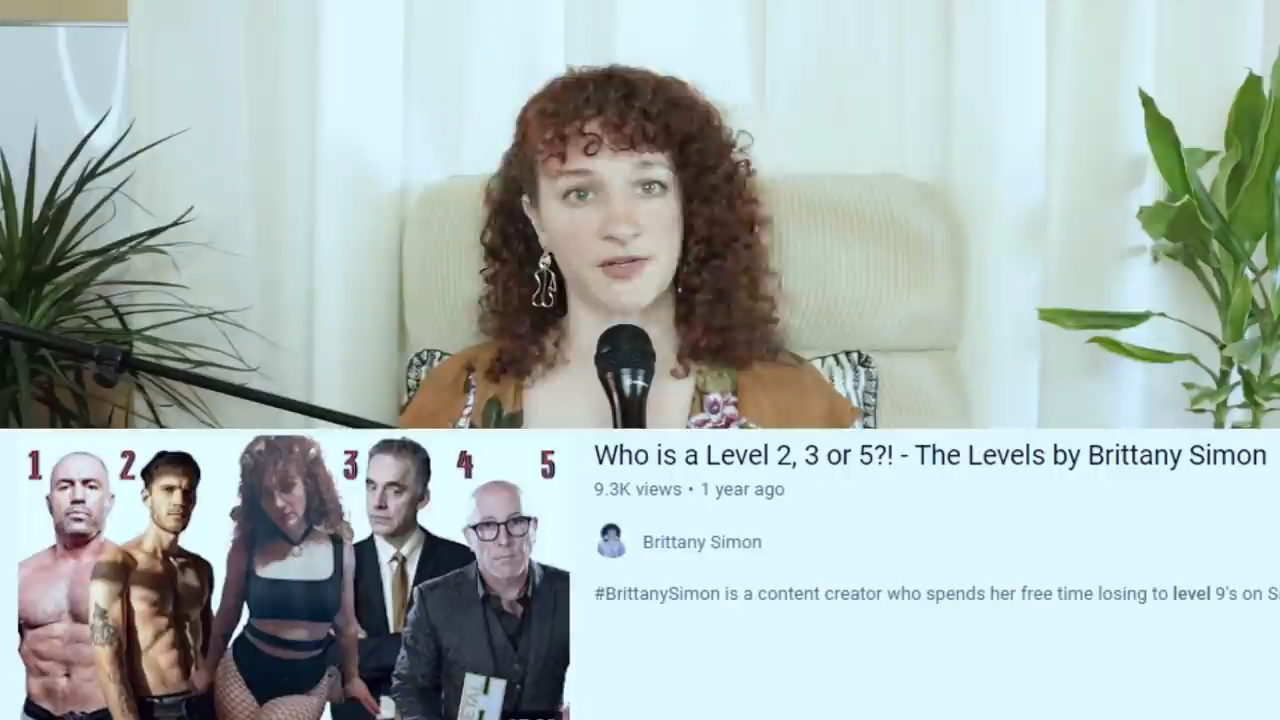 1 2 3 4 5
Who is a Level 2, 3 or 5?! - The Levels by Brittany Simon
9.3K views • 1 year ago
Brittany Simon
#BrittanySimon is a content creator who spends her free time losing to level 9's on S